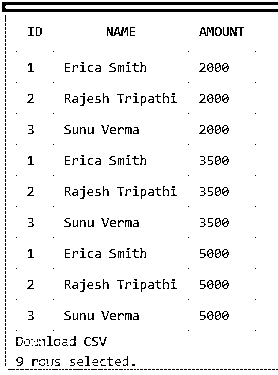 ID NAME AMOUNT
1 Erica Smith 2000
2 Rajesh Tripathi 2000
3 Sunu Verma 2000
1 Erica Smith 3500
2 Rajesh Tripathi 3500
3 Sunu Verma 3500
1 Erica Smith 5000
2 Rajesh Tripathi 5000
3 Sunu Verma 5000
Download CSV
9 rows selected.